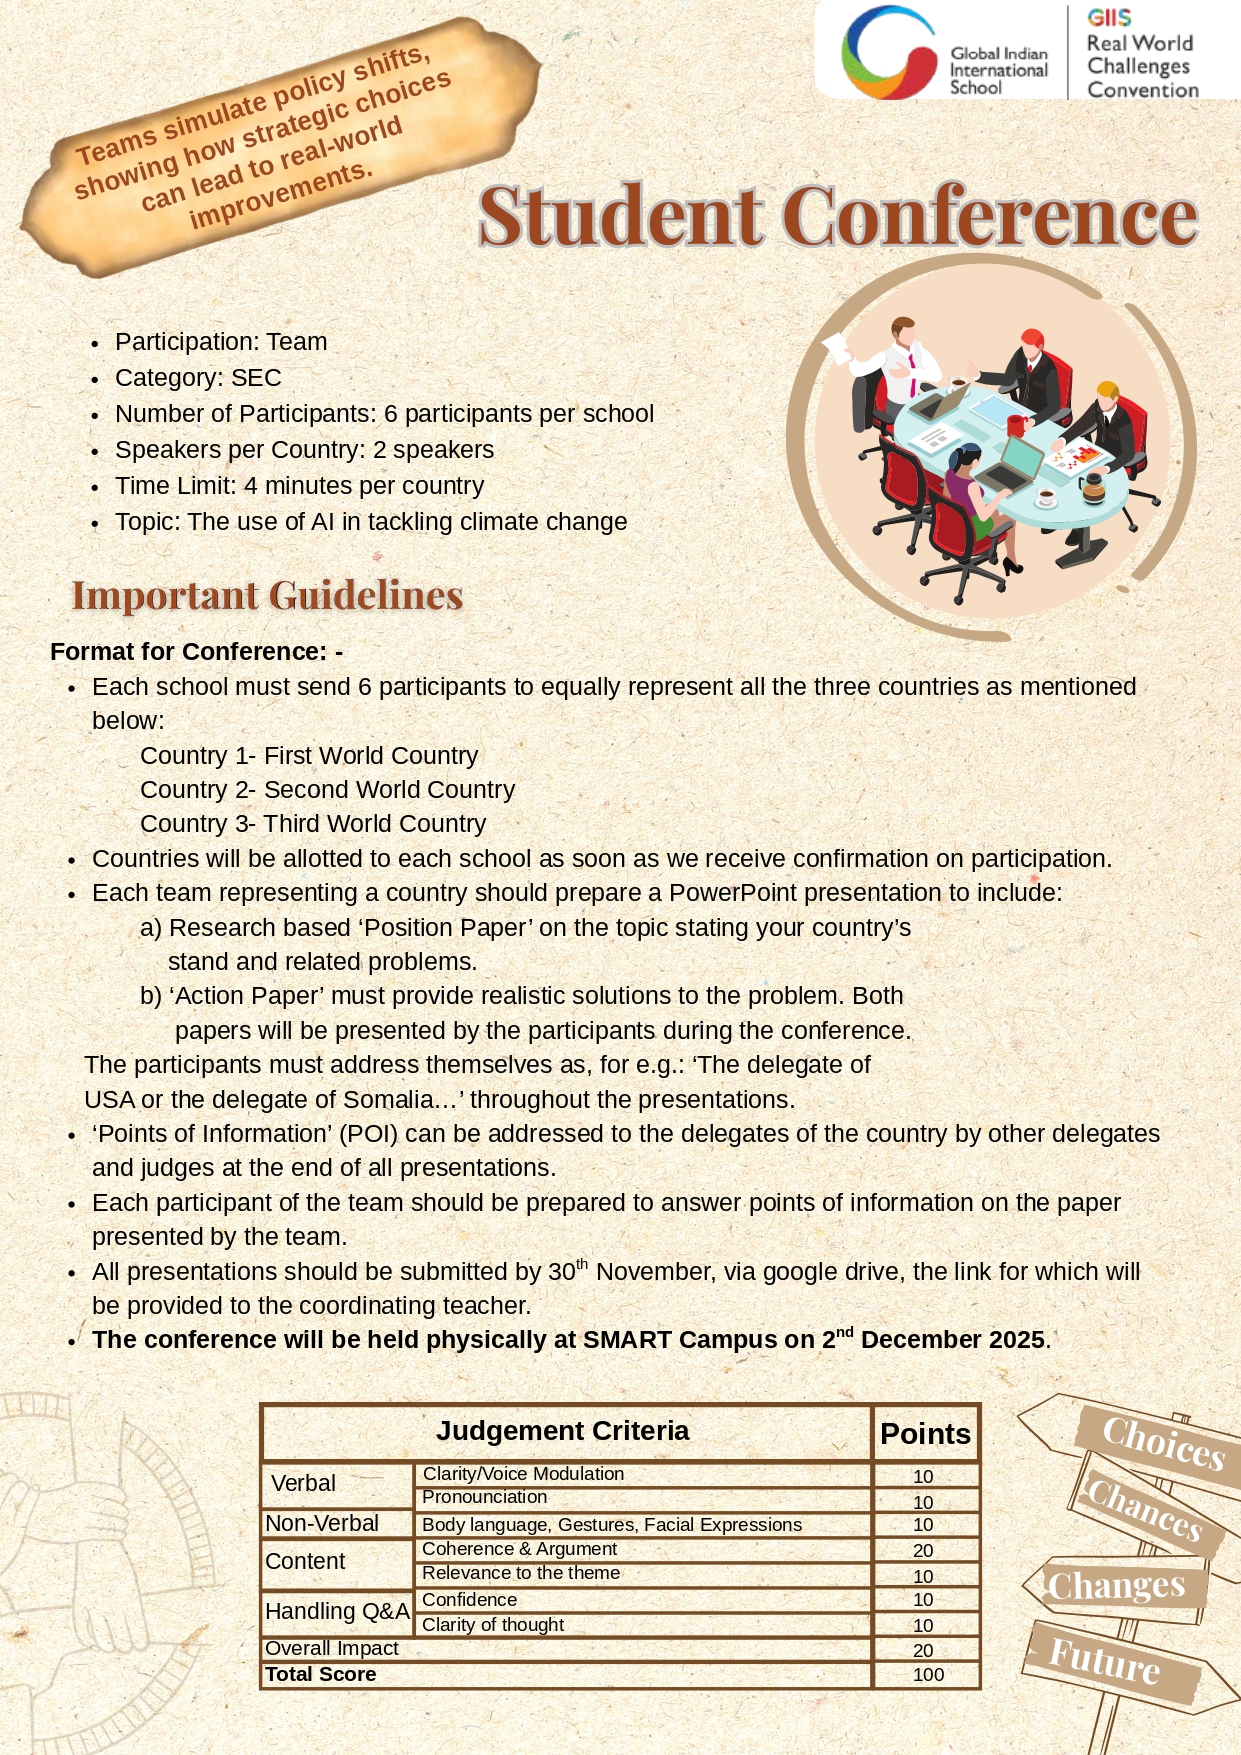 Teams simulate policy shifts,
showing how strategic choices
can lead to real-world
improvements.
Global Indian
International
School
GIIS
Real World
Challenges
Convention
Student Conference
• Participation: Team
• Category: SEC
• Number of Participants: 6 participants per school
• Speakers per Country: 2 speakers
• Time Limit: 4 minutes per country
• Topic: The use of AI in tackling climate change
Important Guidelines
Format for Conference: -
• Each school must send 6 participants to equally represent all the three countries as mentioned
below:
Country 1- First World Country
Country 2- Second World Country
Country 3- Third World Country
• Countries will be allotted to each school as soon as we receive confirmation on participation.
• Each team representing a country should prepare a PowerPoint presentation to include:
a) Research based ‘Position Paper’ on the topic stating your country’s
stand and related problems.
b) ‘Action Paper’ must provide realistic solutions to the problem. Both
papers will be presented by the participants during the conference.
The participants must address themselves as, for e.g.: ‘The delegate of
USA or the delegate of Somalia…’ throughout the presentations.
• ‘Points of Information’ (POI) can be addressed to the delegates of the country by other delegates
and judges at the end of all presentations.
• Each participant of the team should be prepared to answer points of information on the paper
presented by the team.
• All presentations should be submitted by 30th November, via google drive, the link for which will
be provided to the coordinating teacher.
• The conference will be held physically at SMART Campus on 2nd December 2025.
Judgement Criteria Points
Verbal Clarity/Voice Modulation 10
Pronounciation 10
Non-Verbal Body language, Gestures, Facial Expressions 10
Content Coherence & Argument 20
Relevance to the theme 10
Handling Q&A Confidence 10
Clarity of thought 10
Overall Impact 20
Total Score 100
Choices
Chances
Changes
Future